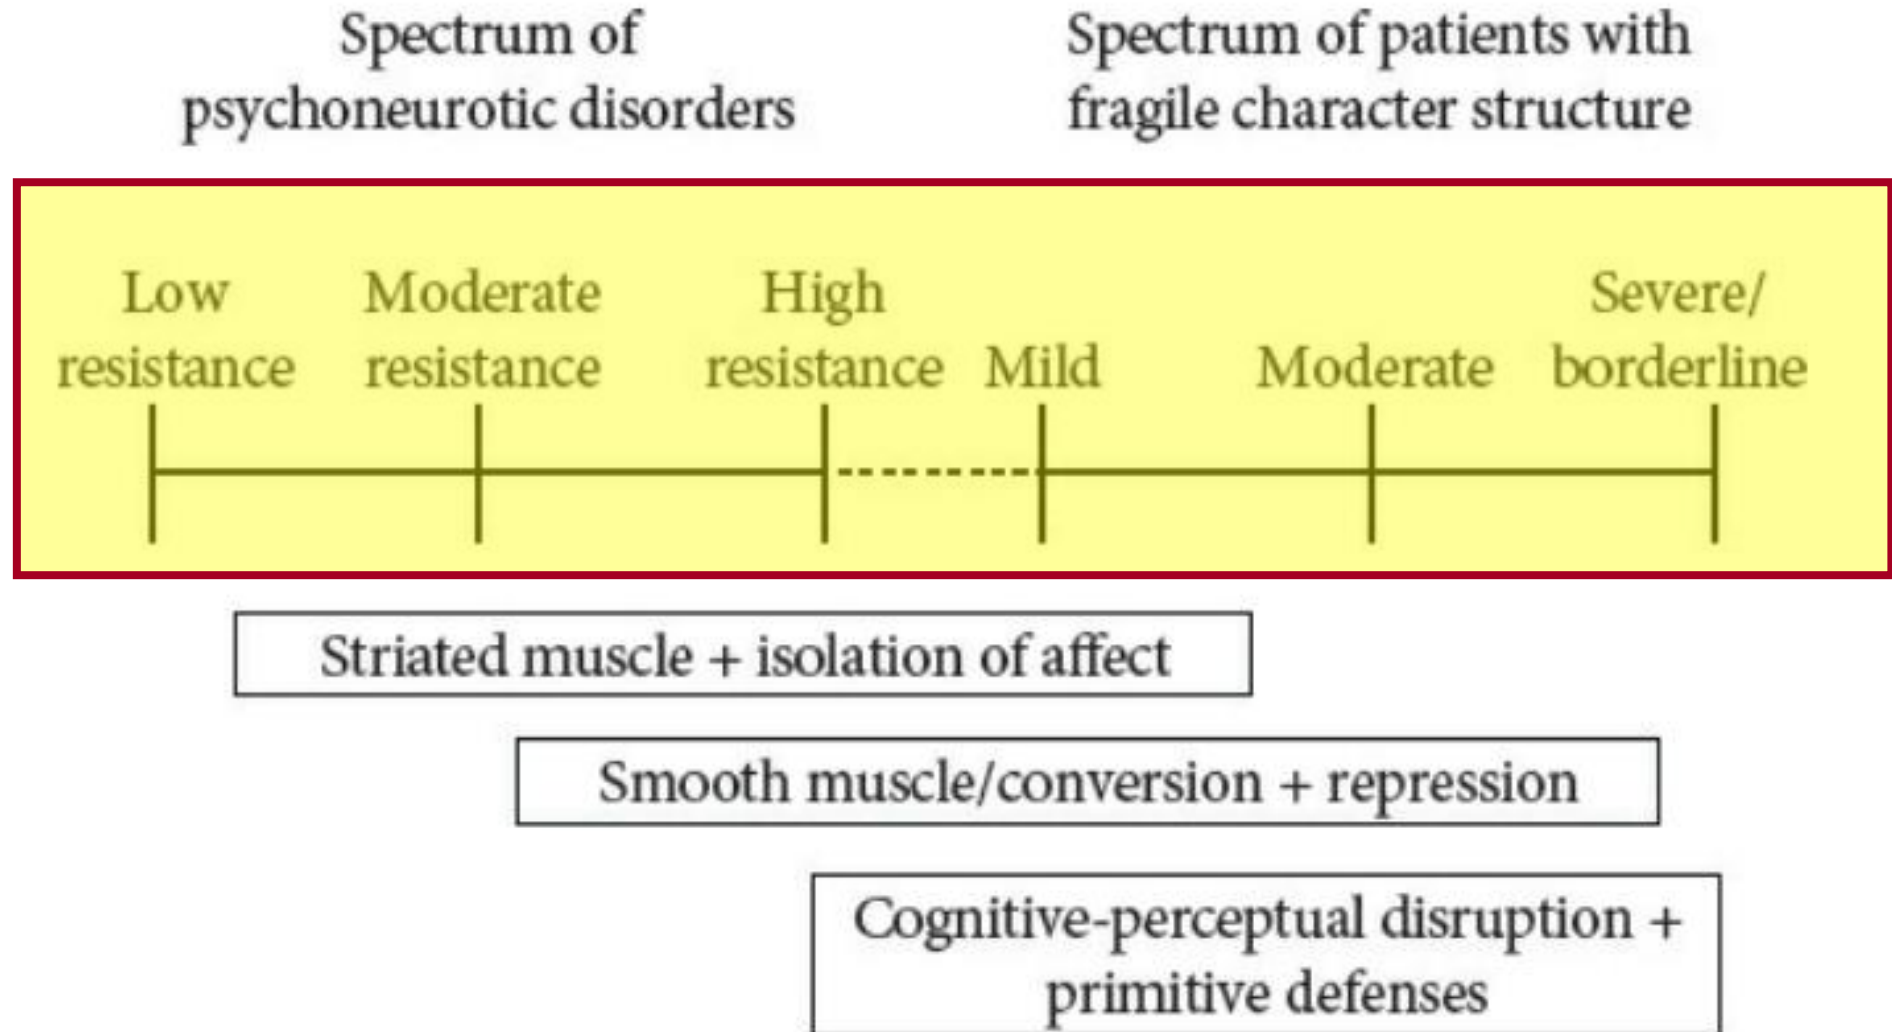 Spectrum of
psychoneurotic disorders
Spectrum of patients with
fragile character structure
Low
resistance
Moderate
resistance
High
resistance
Mild
Moderate
Severe/
borderline
Striated muscle + isolation of affect
Smooth muscle/conversion + repression
Cognitive-perceptual disruption +
primitive defenses